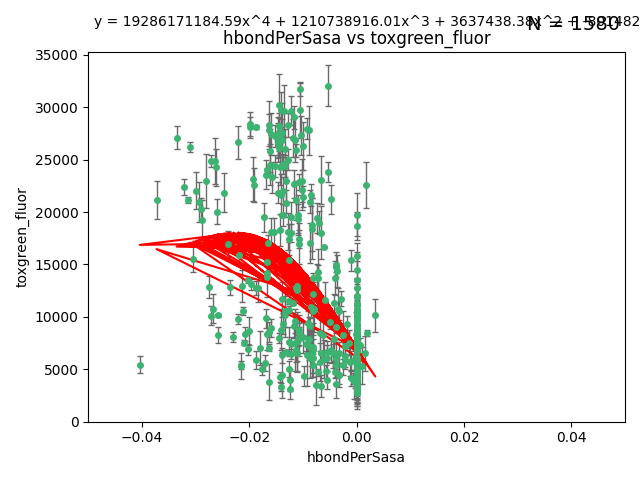 y = 19286171184.59x^4 + 1210738916.01x^3 + 3637438.38x^2 +
N = 1580
hbondPerSasa vs toxgreen_fluor
35000
30000
25000
20000
15000
10000
5000
0
toxgreen_fluor
−0.04
−0.02
0.00
0.02
0.04
hbondPerSasa